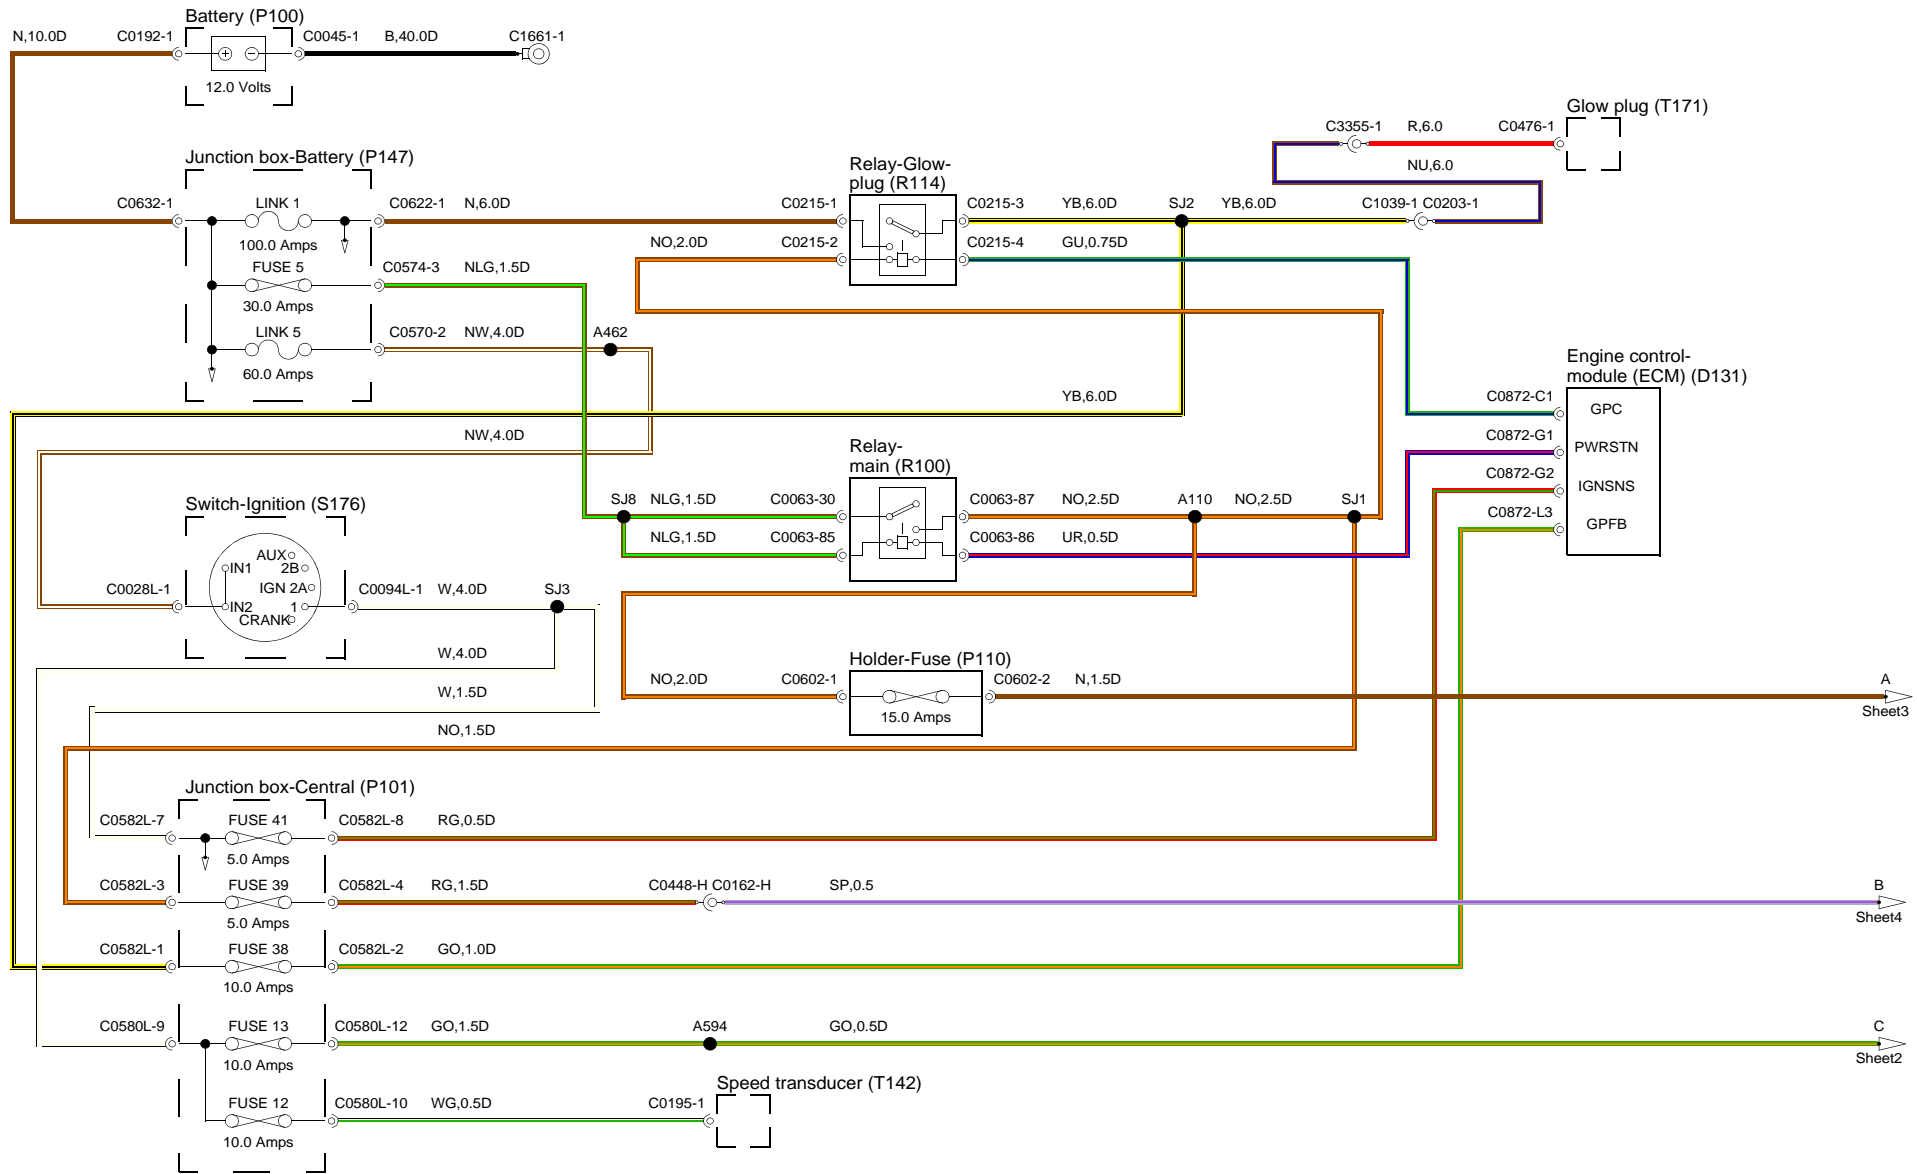 Battery (P100)
N,10.0D C0192-1 C0045-1 B,40.0D C1661-1
12.0 Volts
Glow plug (T171)
C3355-1 R,6.0 C0476-1
Junction box-Battery (P147)
Relay-Glow-
plug (R114)
NU,6.0
C0632-1 LINK 1 C0622-1 N,6.0D C0215-1 C0215-3 YB,6.0D SJ2 YB,6.0D C1039-1 C0203-1
100.0 Amps NO,2.0D C0215-2 C0215-4 GU,0.75D
FUSE 5 C0574-3 NLG,1.5D
30.0 Amps
LINK 5 C0570-2 NW,4.0D A462
60.0 Amps
Engine control-
module (ECM) (D131)
YB,6.0D C0872-C1
GPC
NW,4.0D C0872-G1
PWRSTN
Relay-
main (R100)
C0872-G2
IGNSNS
Switch-Ignition (S176)
SJ8 NLG,1.5D C0063-30 C0063-87 NO,2.5D A110 NO,2.5D SJ1
C0872-L3
GPFB
NLG,1.5D C0063-85 C0063-86 UR,0.5D
AUX
IN1 2B
IGN 2A
C0028L-1 C0094L-1 W,4.0D SJ3
IN2 1
CRANK
W,4.0D
Holder-Fuse (P110)
NO,2.0D C0602-1 C0602-2 N,1.5D A
W,1.5D
15.0 Amps Sheet3
NO,1.5D
Junction box-Central (P101)
C0582L-7 FUSE 41 C0582L-8 RG,0.5D
5.0 Amps
C0582L-3 FUSE 39 C0582L-4 RG,1.5D C0448-H C0162-H SP,0.5 B
5.0 Amps Sheet4
C0582L-1 FUSE 38 C0582L-2 GO,1.0D
10.0 Amps
C0580L-9 FUSE 13 C0580L-12 GO,1.5D A594 GO,0.5D C
10.0 Amps Sheet2
Speed transducer (T142)
FUSE 12 C0580L-10 WG,0.5D C0195-1
10.0 Amps